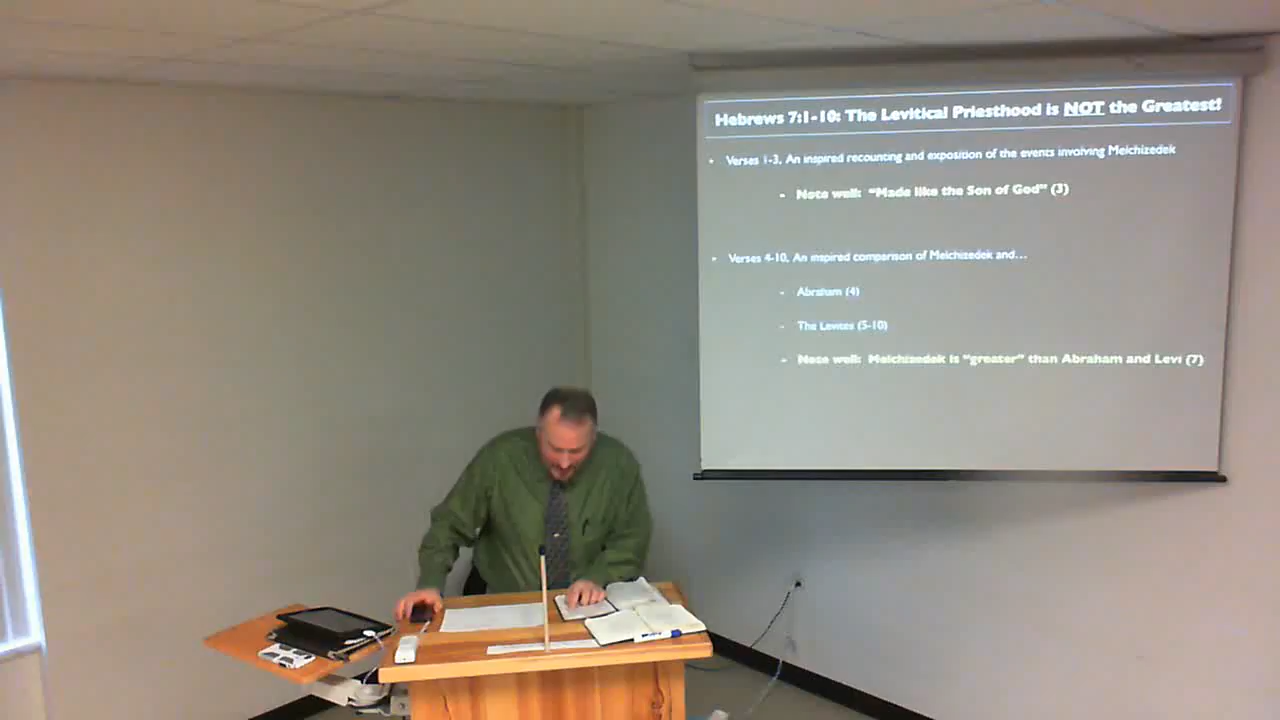 Hebrews 7:1-10: The Levitical Priesthood is NOT the Greatest!
• Verses 1-3, An inspired recounting and exposition of the events involving Melchizedek
- Note well: "Made like the Son of God" (3)
• Verses 4-10, An inspired comparison of Melchizedek and…
- Abraham (4)
- The Levites (5-10)
- Note well: Melchizedek is "greater" than Abraham and Levi (7)